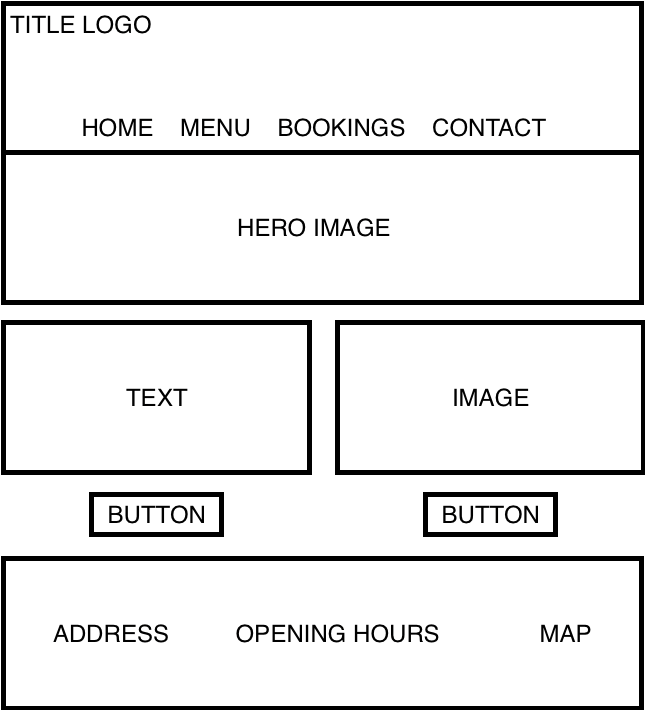 TITLE LOGO
HOME MENU BOOKINGS CONTACT
HERO IMAGE
TEXT IMAGE
BUTTON BUTTON
ADDRESS OPENING HOURS MAP